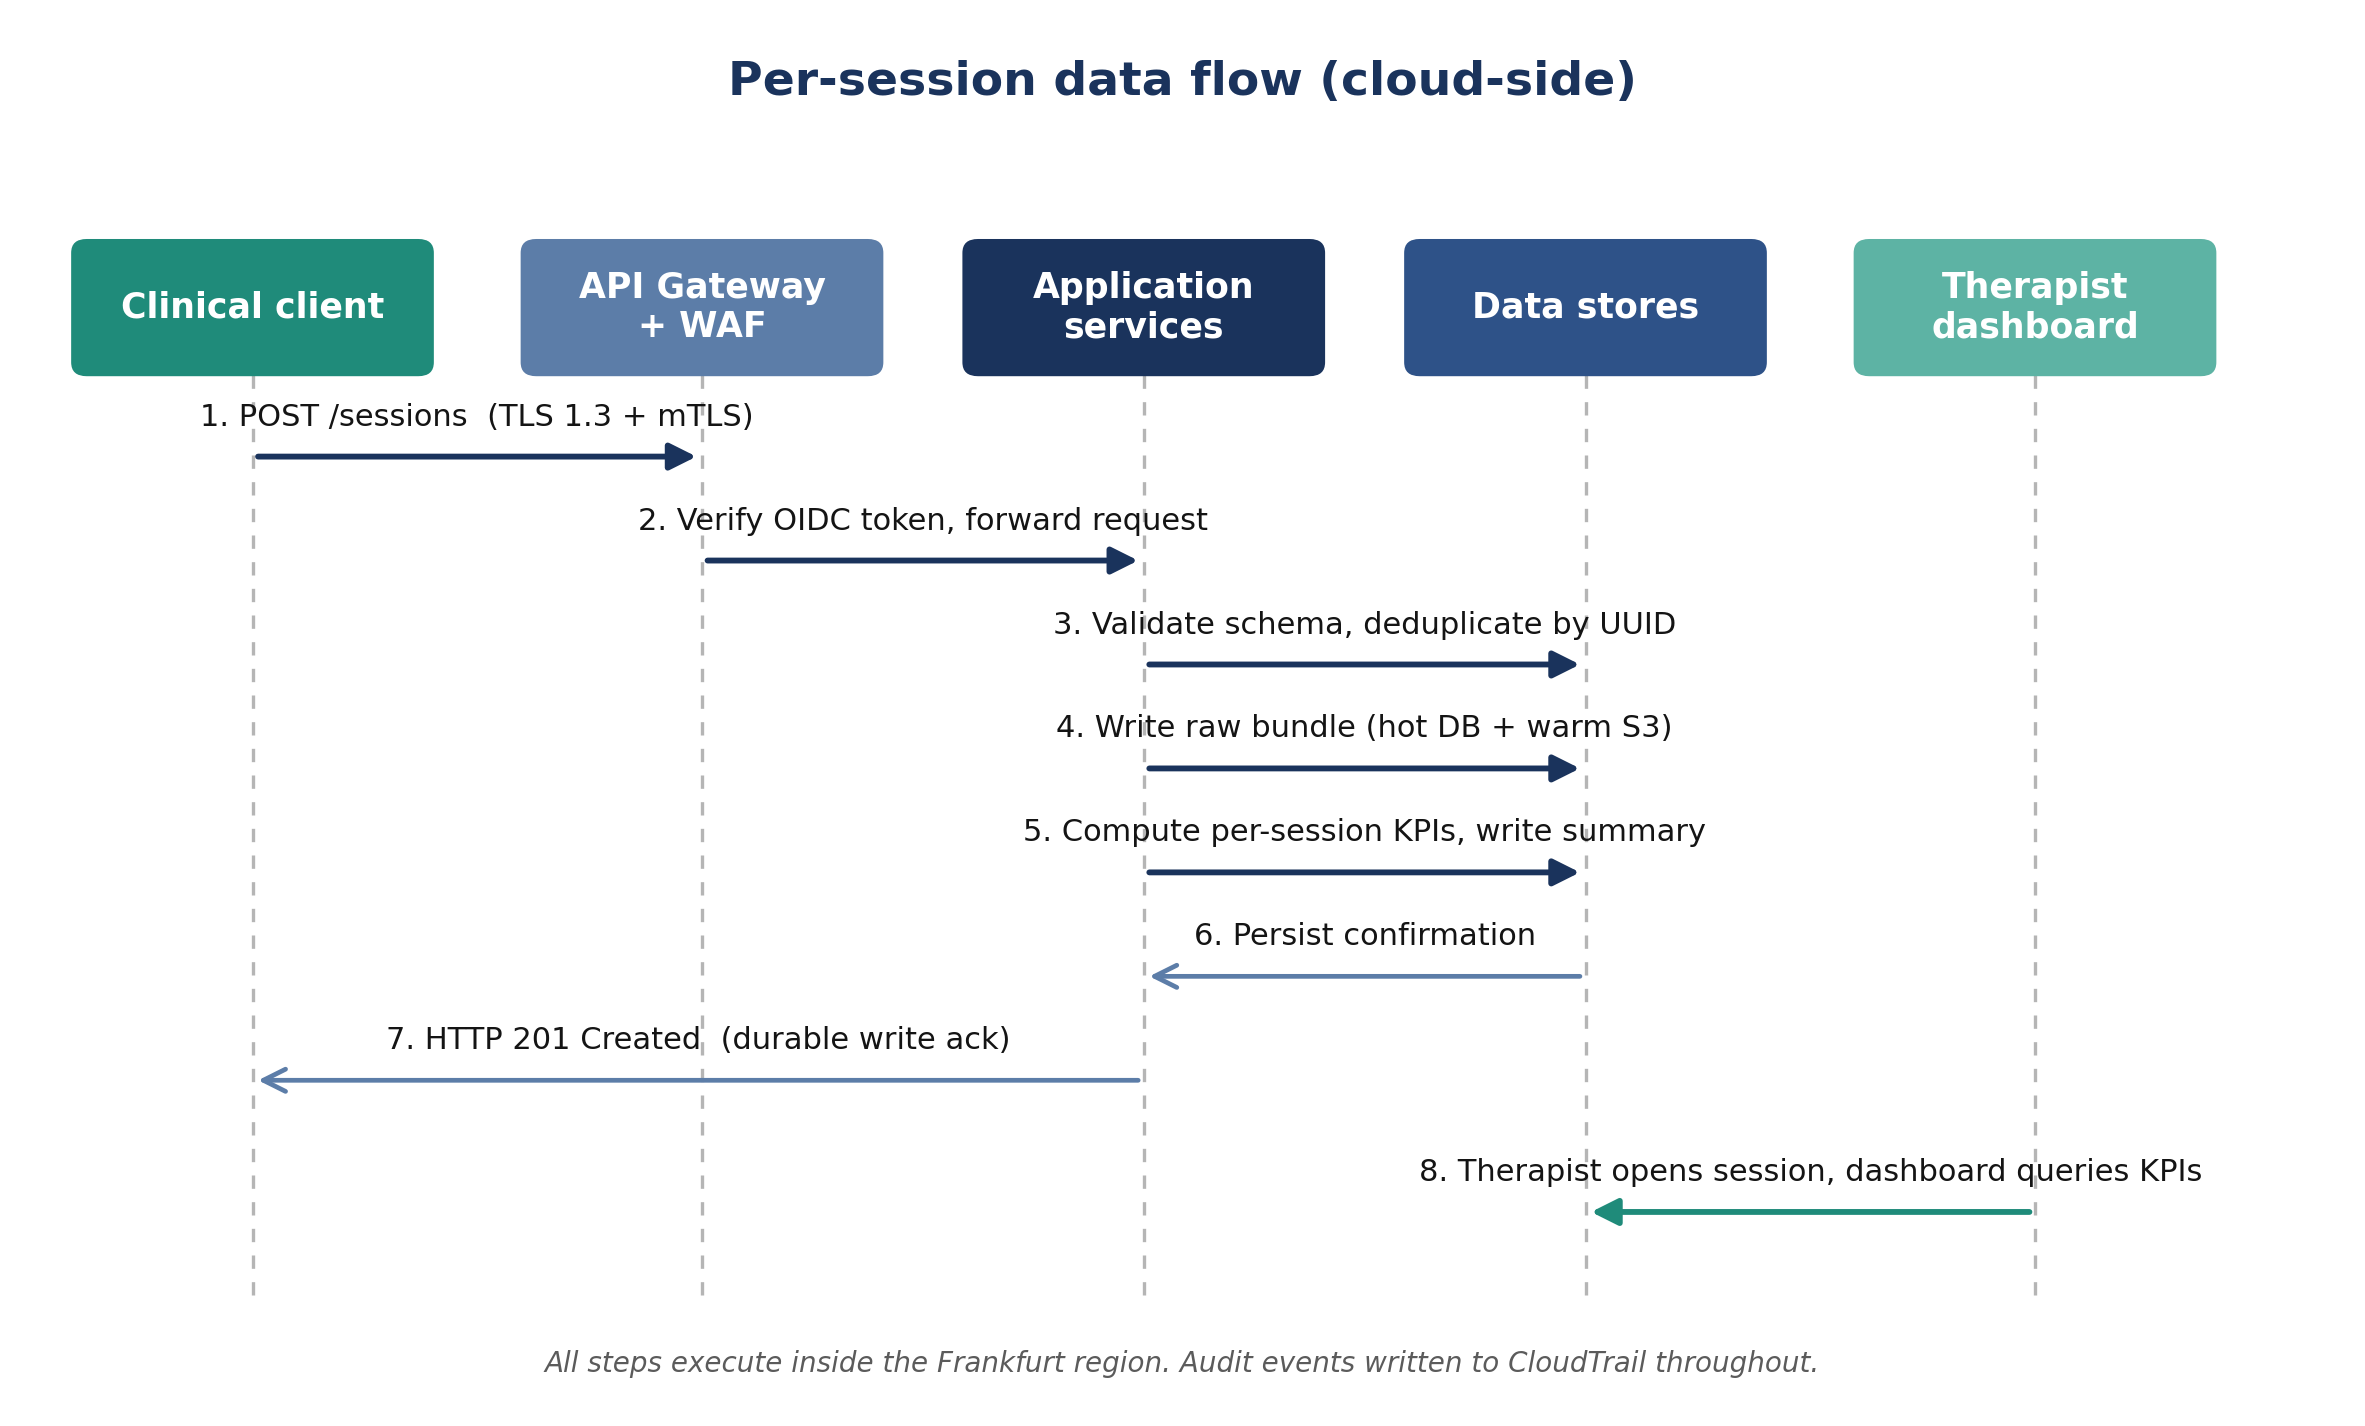 Per-session data flow (cloud-side)
Clinical client
API Gateway
+ WAF
Application
services
Data stores
Therapist
dashboard
1. POST /sessions  (TLS 1.3 + mTLS)
2. Verify OIDC token, forward request
3. Validate schema, deduplicate by UUID
4. Write raw bundle (hot DB + warm S3)
5. Compute per-session KPIs, write summary
6. Persist confirmation
7. HTTP 201 Created  (durable write ack)
8. Therapist opens session, dashboard queries KPIs
All steps execute inside the Frankfurt region. Audit events written to CloudTrail throughout.